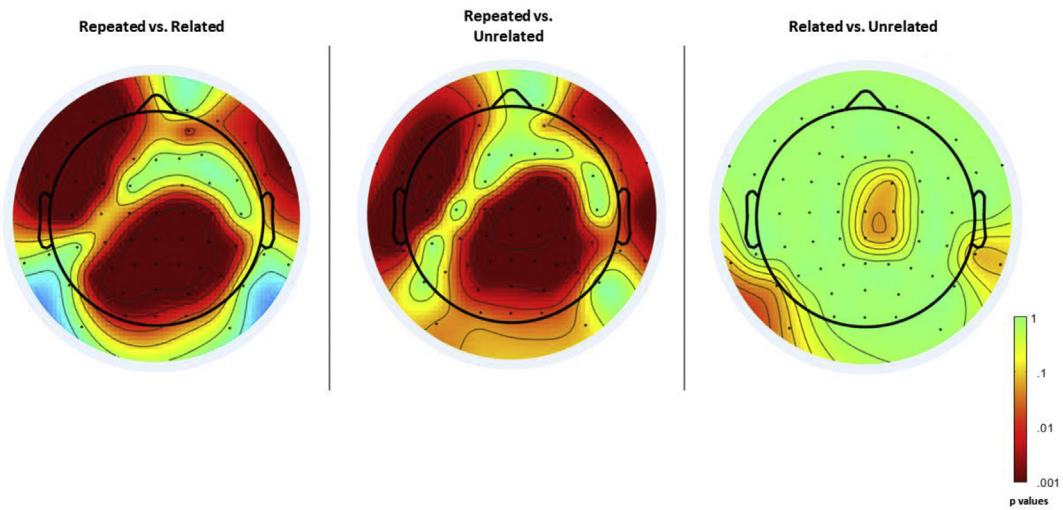 Repeated vs. Related
Repeated vs.
Unrelated
Related vs. Unrelated
1
.1
.01
.001
p values